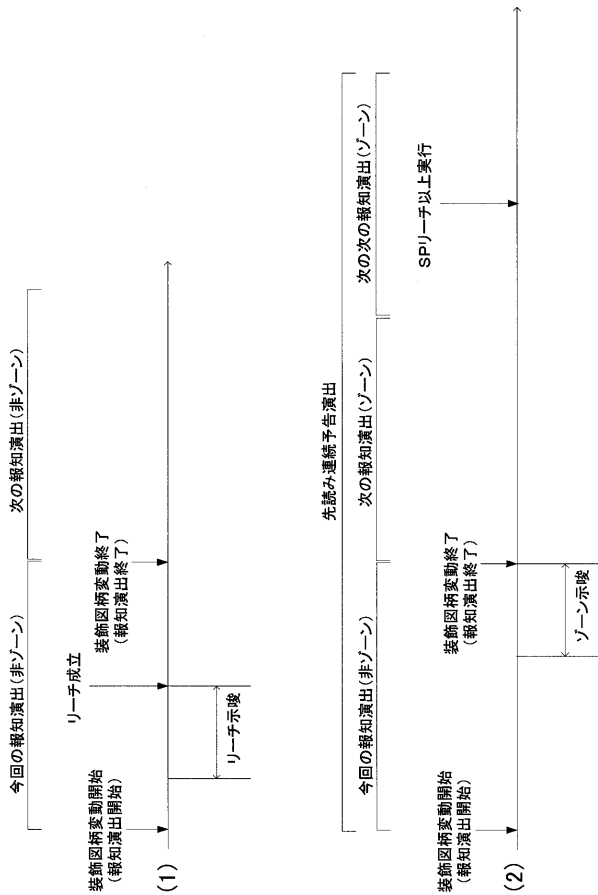 今回の報知演出(非ゾーン)
次の報知演出(非ゾーン)
装飾図柄変動開始
(報知演出開始)
リーチ成立
装飾図柄変動終了
(報知演出終了)
リーチ示唆
(1)
先読み連続予告演出
今回の報知演出(非ゾーン)
次の報知演出(ゾーン)
次の次の報知演出(ゾーン)
装飾図柄変動開始
(報知演出開始)
装飾図柄変動終了
(報知演出終了)
SPリーチ以上実行
ゾーン示唆
(2)